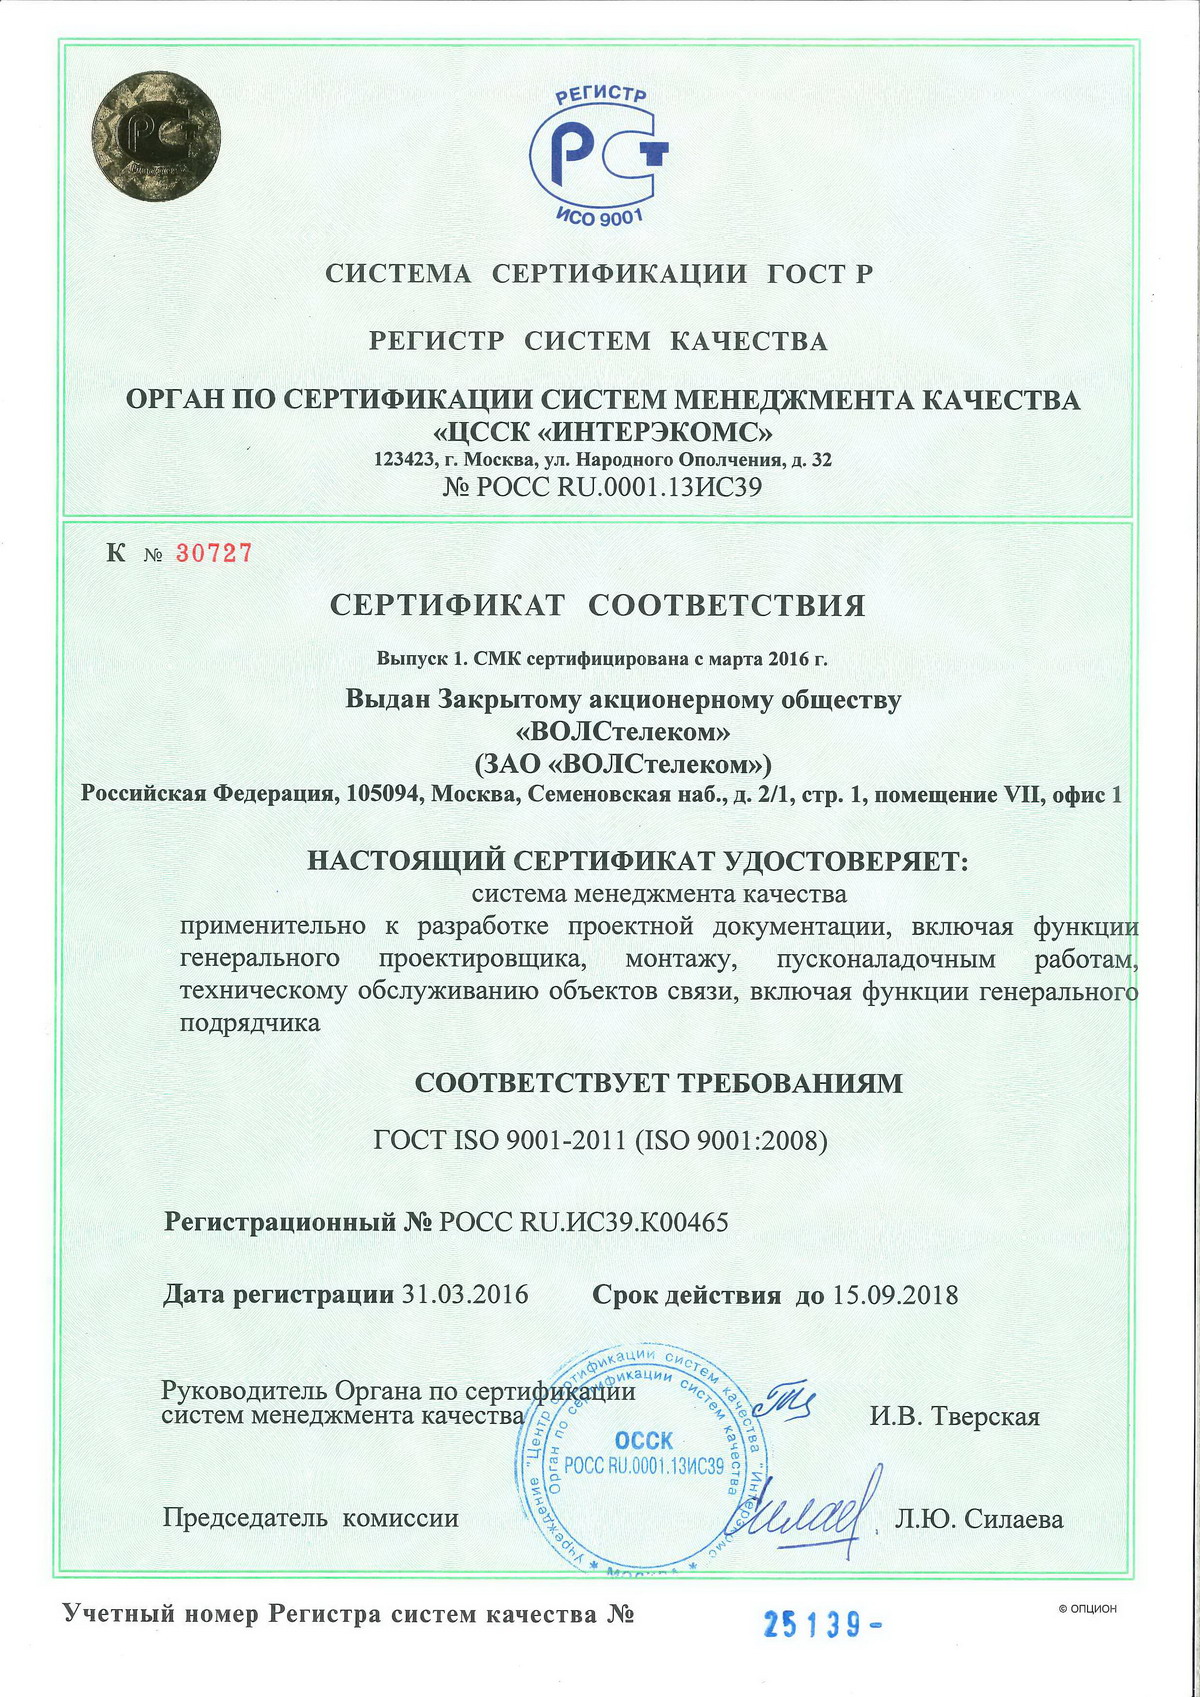 РЕГИСТР
РСТ
ИСО 9001
СИСТЕМА СЕРТИФИКАЦИИ ГОСТ Р
РЕГИСТР СИСТЕМ КАЧЕСТВА
ОРГАН ПО СЕРТИФИКАЦИИ СИСТЕМ МЕНЕДЖМЕНТА КАЧЕСТВА
«ЦССК «ИНТЕРЭКОМС»
123423, г. Москва, ул. Народного Ополчения, д. 32
№ РОСС RU.0001.13ИС39
К № 30727
СЕРТИФИКАТ СООТВЕТСТВИЯ
Выпуск 1. СМК сертифицирована с марта 2016 г.
Выдан Закрытому акционерному обществу
«ВОЛСтелеком»
(ЗАО «ВОЛСтелеком»)
Российская Федерация, 105094, Москва, Семеновская наб., д. 2/1, стр. 1, помещение VII, офис 1
НАСТОЯЩИЙ СЕРТИФИКАТ УДОСТОВЕРЯЕТ:
система менеджмента качества
применительно к разработке проектной документации, включая функции
генерального проектировщика, монтажу, пусконаладочным работам,
техническому обслуживанию объектов связи, включая функции генерального
подрядчика
СООТВЕТСТВУЕТ ТРЕБОВАНИЯМ
ГОСТ ISO 9001-2011 (ISO 9001:2008)
Регистрационный № РОСС RU.ИС39.К00465
Дата регистрации 31.03.2016 Срок действия до 15.09.2018
Руководитель Органа по сертификации
систем менеджмента качества
И.В. Тверская
учреждение "Центр сертификации систем качества "Интерэкомс"
Орган по сертификации систем качества
ОССК
РОСС RU.0001.13ИС39
* МОСКВА *
Председатель комиссии
Л.Ю. Силаева
Учетный номер Регистра систем качества № 25139-
© ОПЦИОН